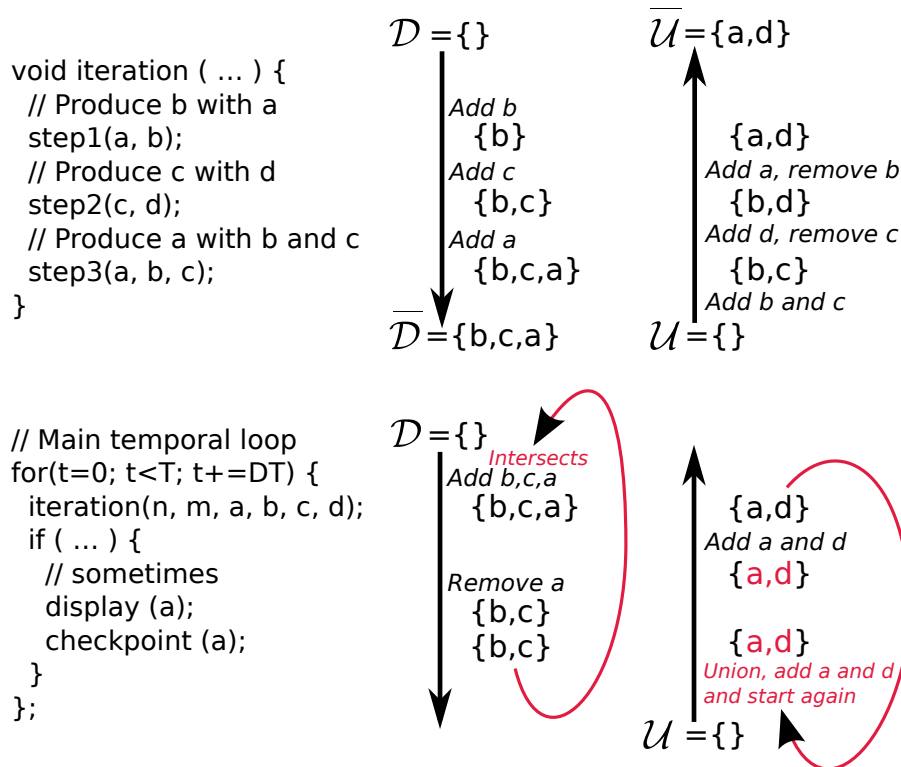 void iteration ( ... ) {
// Produce b with a
step1(a, b);
// Produce c with d
step2(c, d);
// Produce a with b and c
step3(a, b, c);
}
𝒟 ={}
Add b
{b}
Add c
{b,c}
Add a
{b,c,a}
𝒟̅ ={b,c,a}
𝒰̅ ={a,d}
{a,d}
Add a, remove b
{b,d}
Add d, remove c
{b,c}
Add b and c
𝒰 ={}
// Main temporal loop
for(t=0; t<T; t+=DT) {
iteration(n, m, a, b, c, d);
if ( ... ) {
// sometimes
display (a);
checkpoint (a);
}
};
𝒟 ={}
Intersects
Add b,c,a
{b,c,a}
Remove a
{b,c}
{b,c}
{a,d}
Add a and d
{a,d}
{a,d}
Union, add a and d
and start again
𝒰 ={}